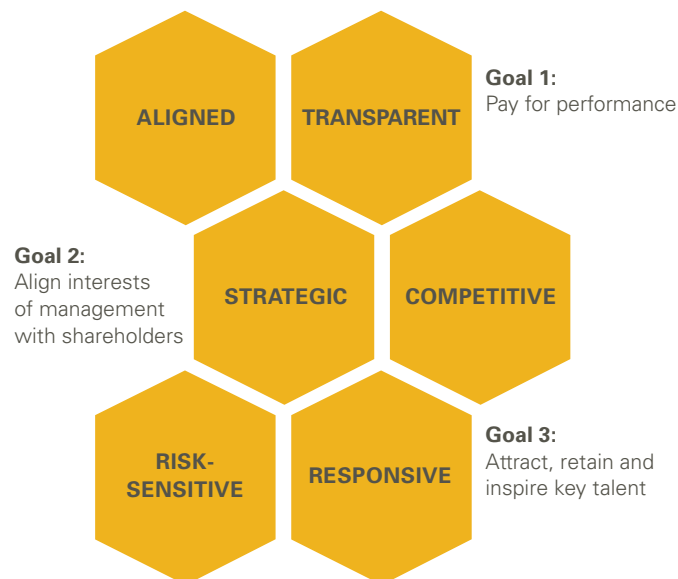 ALIGNED
TRANSPARENT
Goal 1:
Pay for performance
Goal 2:
Align interests
of management
with shareholders
STRATEGIC
COMPETITIVE
RISK-
SENSITIVE
RESPONSIVE
Goal 3:
Attract, retain and
inspire key talent